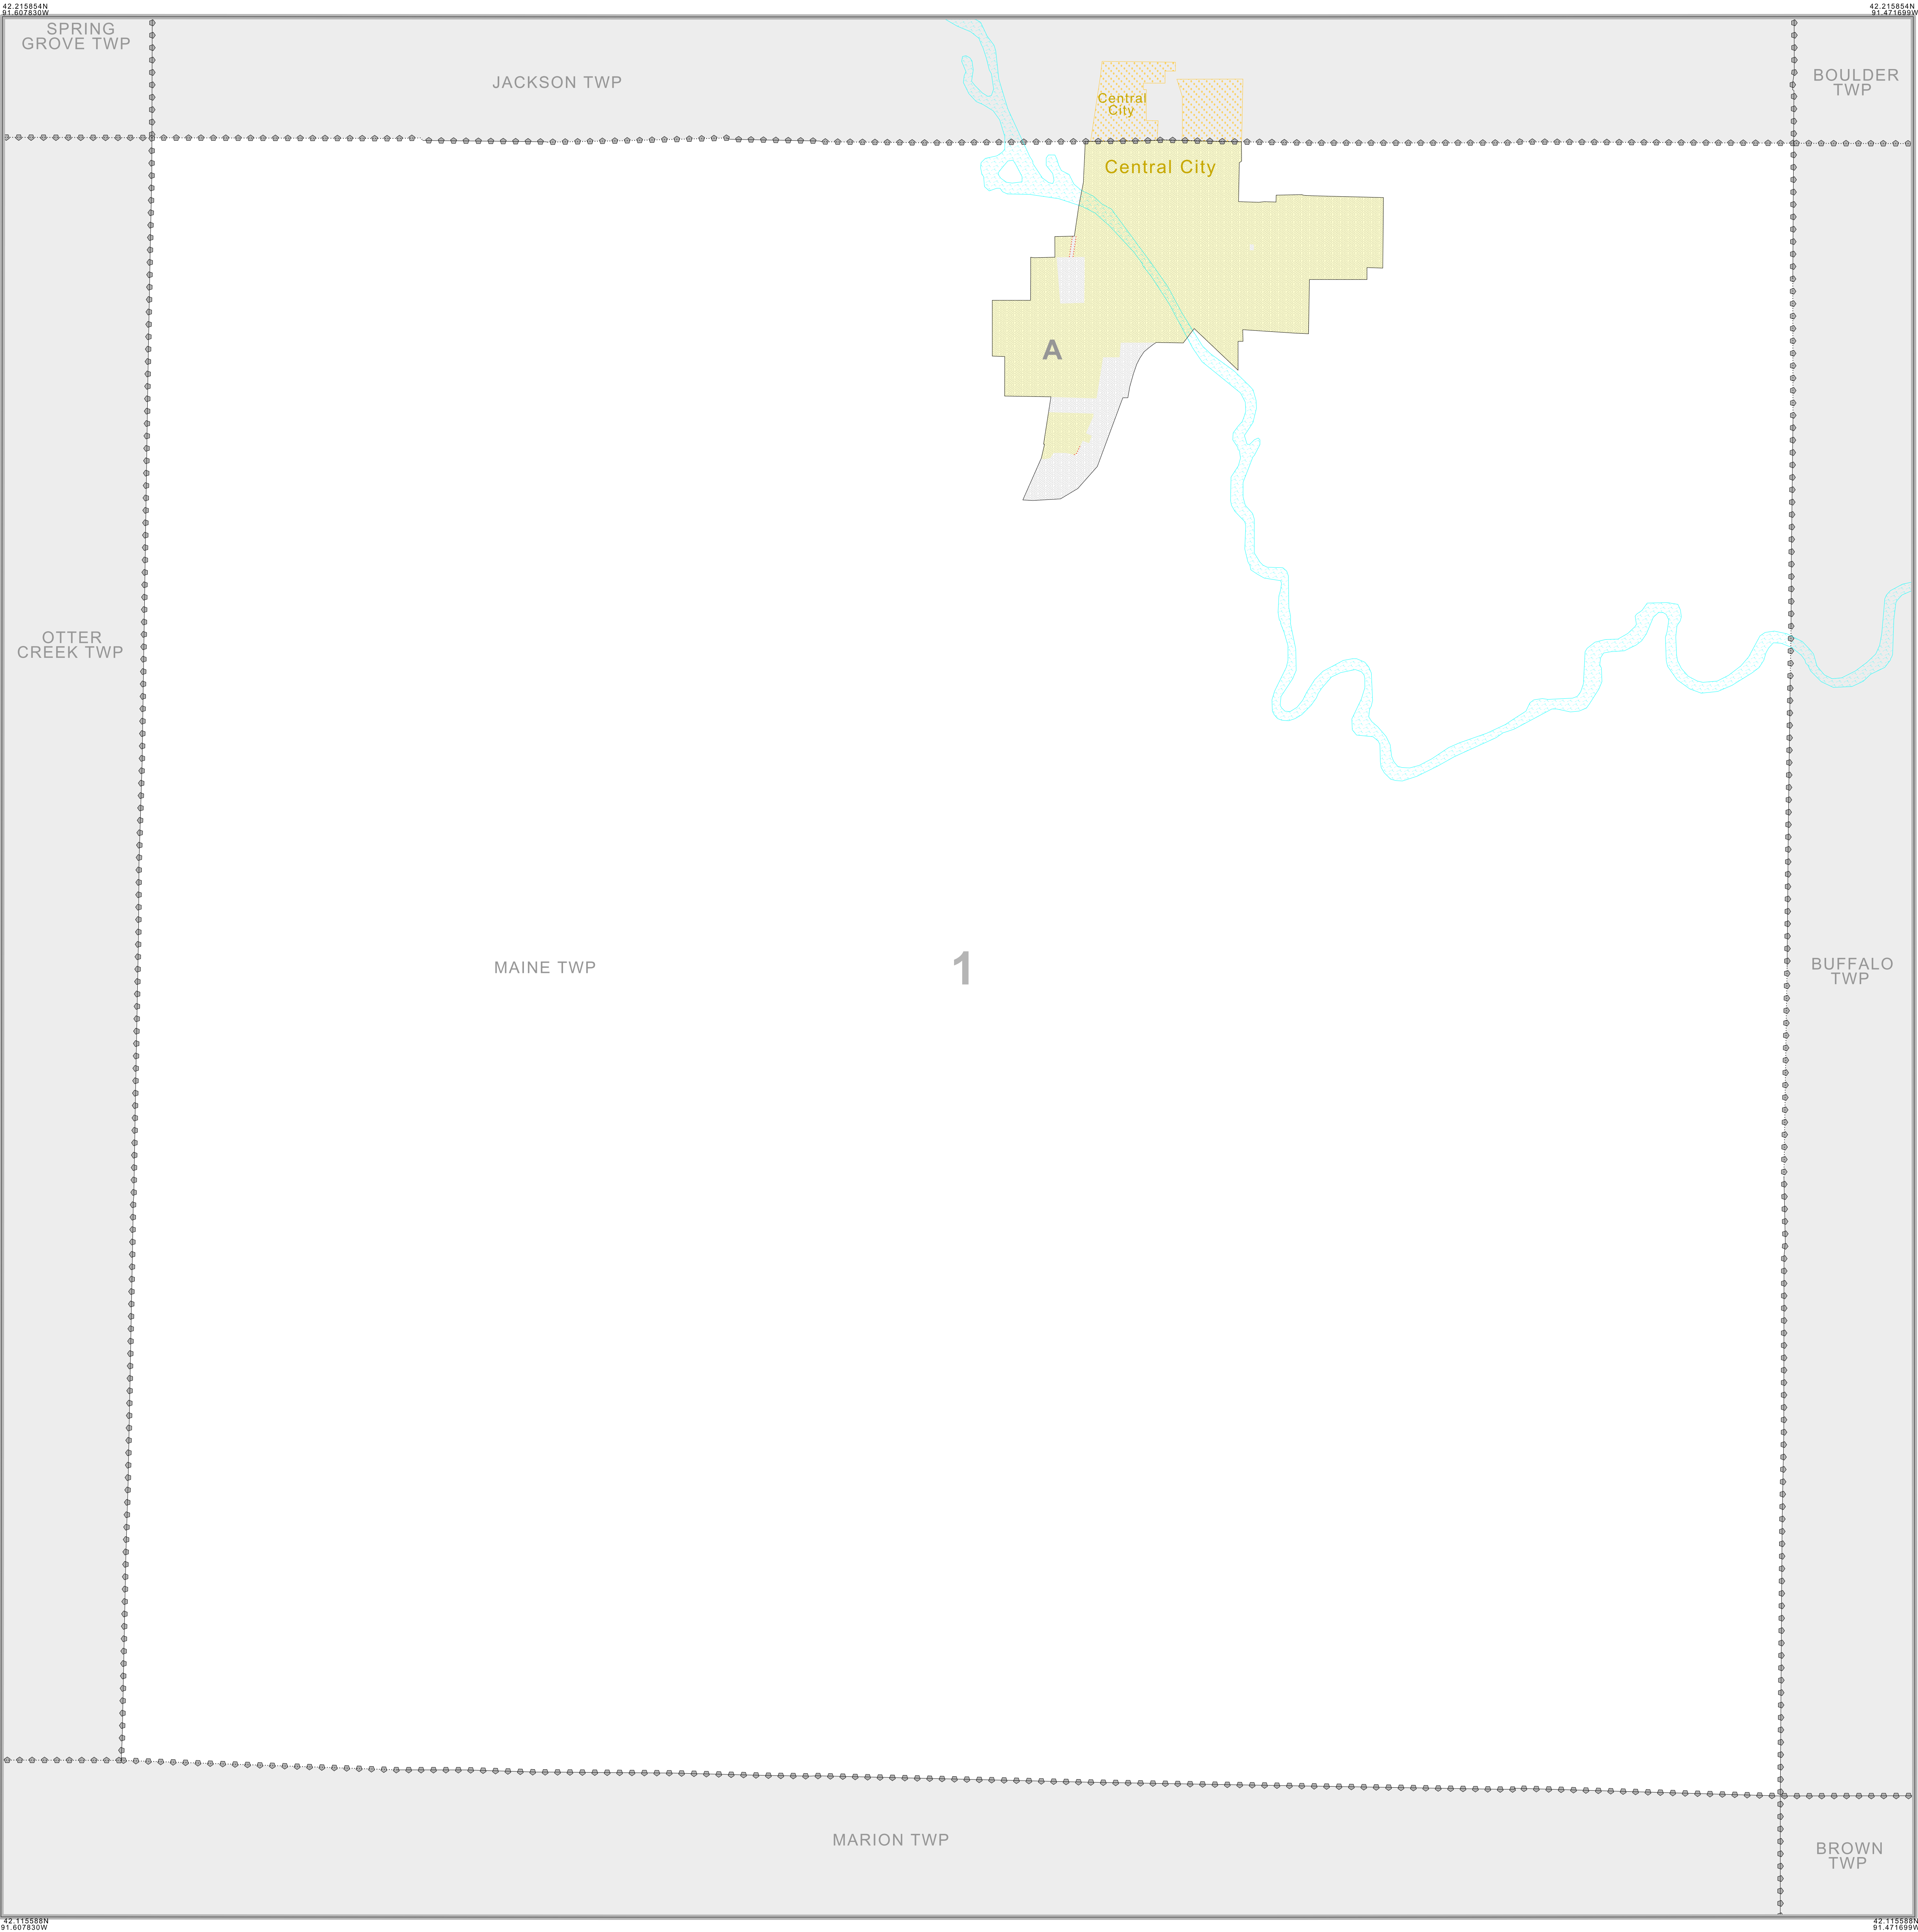 42.215854N
91.607830W
42.215854N
91.471699W
SPRING
GROVE TWP
JACKSON TWP
BOULDER
TWP
Central
City
Central City
A
OTTER
CREEK TWP
MAINE TWP
1
BUFFALO
TWP
MARION TWP
BROWN
TWP
42.115588N
91.607830W
42.115588N
91.471699W